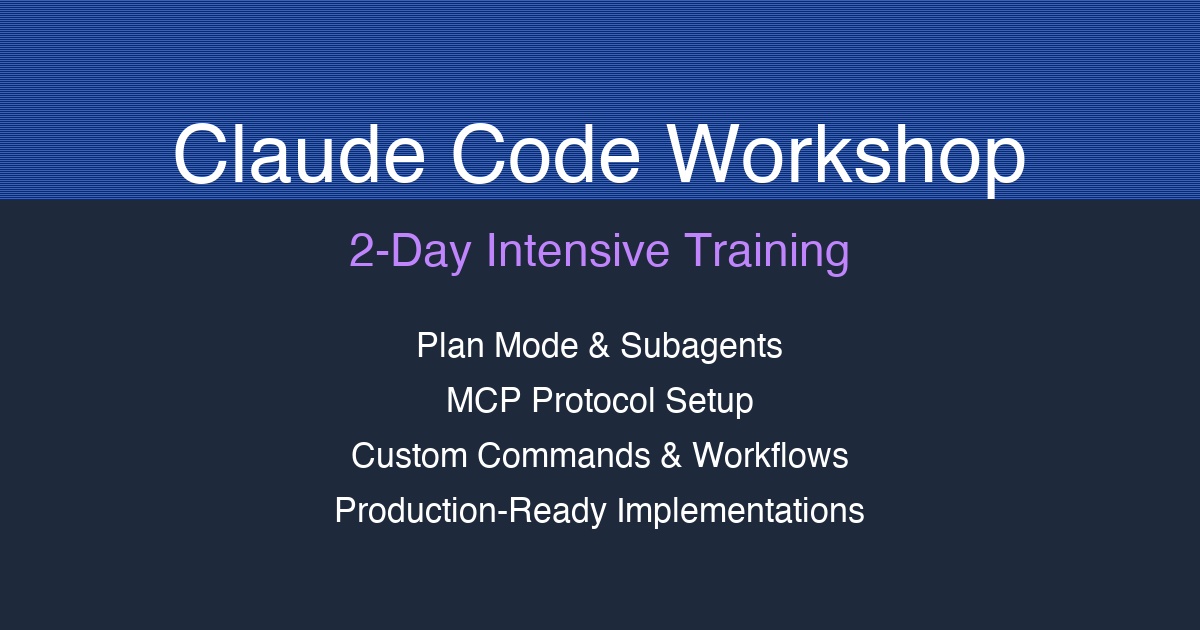 Claude Code Workshop
2-Day Intensive Training
Plan Mode & Subagents
MCP Protocol Setup
Custom Commands & Workflows
Production-Ready Implementations